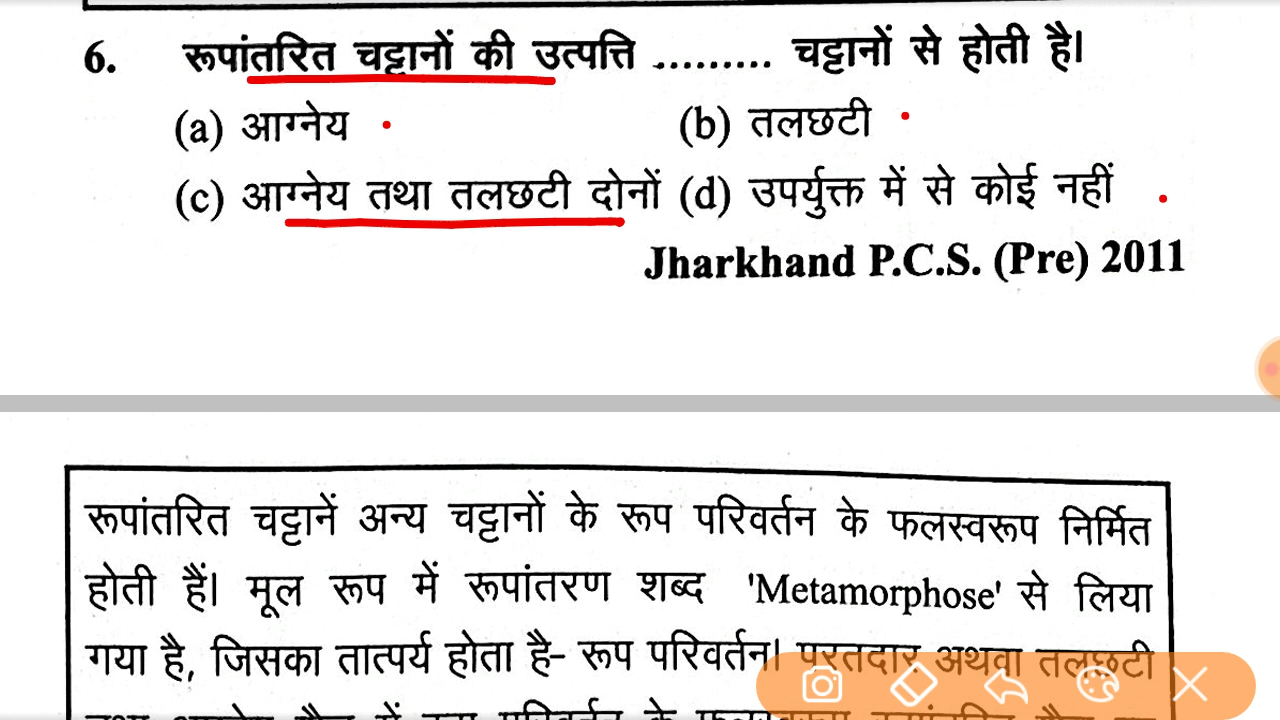 6. रूपांतरित चट्टानों की उत्पत्ति ......... चट्टानों से होती है।
(a) आग्नेय (b) तलछटी
(c) आग्नेय तथा तलछटी दोनों (d) उपर्युक्त में से कोई नहीं
Jharkhand P.C.S. (Pre) 2011
रूपांतरित चट्टानें अन्य चट्टानों के रूप परिवर्तन के फलस्वरूप निर्मित
होती हैं। मूल रूप में रूपांतरण शब्द 'Metamorphose' से लिया
गया है, जिसका तात्पर्य होता है- रूप परिवर्तन। परतदार अथवा तलछटी